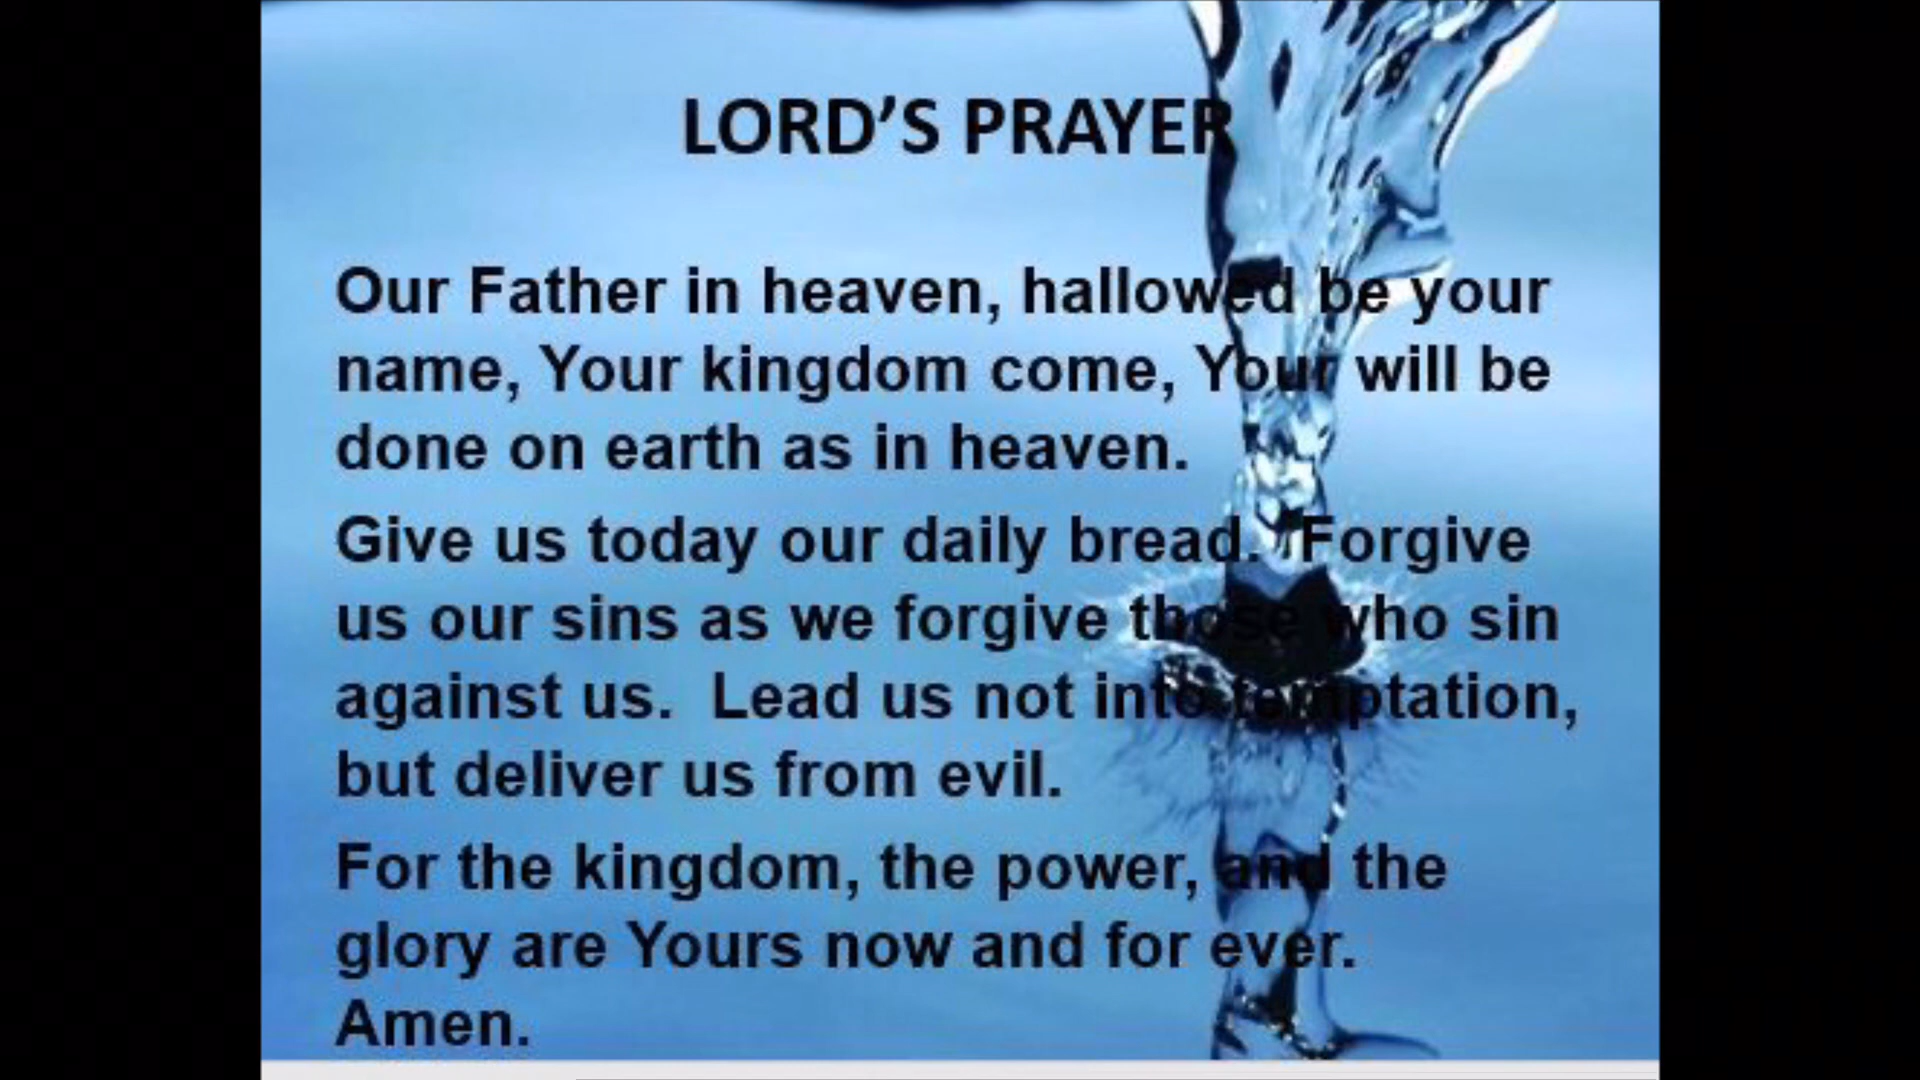 LORD’S PRAYER
Our Father in heaven, hallowed be your
name, Your kingdom come, Your will be
done on earth as in heaven.
Give us today our daily bread.  Forgive
us our sins as we forgive those who sin
against us.  Lead us not into temptation,
but deliver us from evil.
For the kingdom, the power, and the
glory are Yours now and for ever.
Amen.